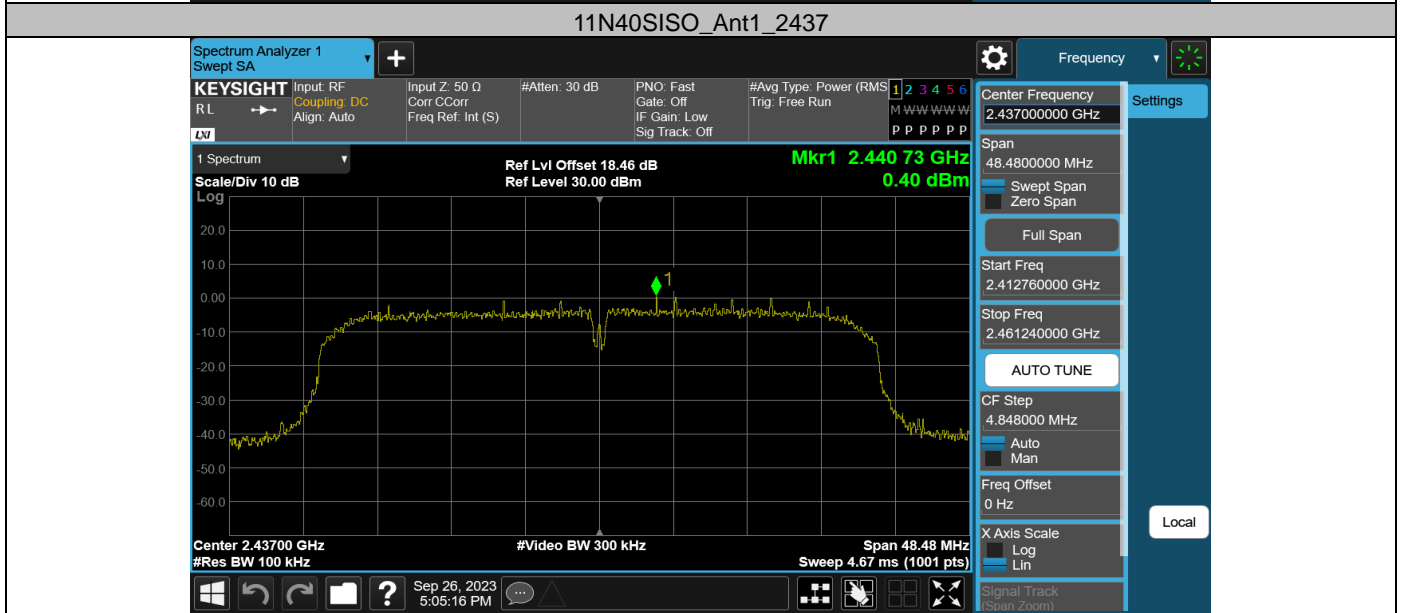 11N40SISO_Ant1_2437
Spectrum Analyzer 1
Swept SA
Frequency
KEYSIGHT
RL
LXI
Input: RF
Coupling: DC
Align: Auto
Input Z: 50 Ω
Corr CCorr
Freq Ref: Int (S)
#Atten: 30 dB
PNO: Fast
Gate: Off
IF Gain: Low
Sig Track: Off
#Avg Type: Power (RMS
Trig: Free Run
1 2 3 4 5 6
M W W W W W
P P P P P P
1 Spectrum
Scale/Div 10 dB
Log
Ref Lvl Offset 18.46 dB
Ref Level 30.00 dBm
Mkr1 2.440 73 GHz
0.40 dBm
20.0
10.0
0.00
-10.0
-20.0
-30.0
-40.0
-50.0
-60.0
1
Center 2.43700 GHz
#Res BW 100 kHz
#Video BW 300 kHz
Span 48.48 MHz
Sweep 4.67 ms (1001 pts)
Center Frequency
2.437000000 GHz
Span
48.4800000 MHz
Swept Span
Zero Span
Full Span
Start Freq
2.412760000 GHz
Stop Freq
2.461240000 GHz
AUTO TUNE
CF Step
4.848000 MHz
Auto
Man
Freq Offset
0 Hz
X Axis Scale
Log
Lin
Signal Track
(Span Zoom)
Settings
Local
?
Sep 26, 2023
5:05:16 PM